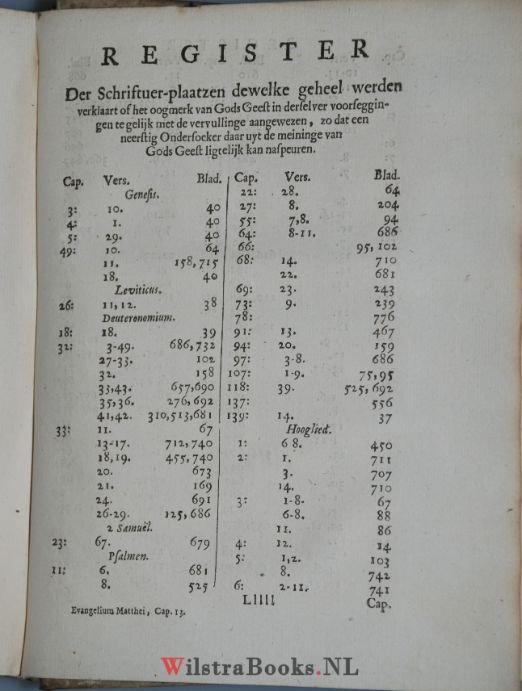 REGISTER
Der Schriftuer-plaatzen dewelke geheel werden
verklaart of het oogmerk van Gods Geest in derselver voorseggin-
gen te gelijk met de vervullinge aangewezen, zo dat een
neerstig Ondersoeker daar uyt de meininge van
Gods Geest ligtelijk kan naspeuren.
Cap. Vers. Blad.
Genesis.
3: 10. 40
4: 1. 40
5: 29. 40
49: 10. 64
11. 158,715
18. 40
Leviticus.
26: 11,12. 38
Deuteronomium.
18: 18. 39
32: 3-49. 686,732
27-33. 102
32. 158
33,43. 657,690
35,36. 276,692
41,42. 310,513,681
33: 11. 67
13-17. 712,740
18,19. 455,740
20. 673
21. 169
24. 691
26-29. 125,686
2 Samuël.
23: 67. 679
Psalmen.
11: 6. 681
8. 525
Cap. Vers. Blad.
22: 28. 64
27: 8. 204
55: 7,8. 94
64: 8-11. 686
66: 95,102
68: 14. 710
22. 681
69: 23. 243
73: 9. 239
78: 776
91: 13. 467
94: 20. 159
97: 3-8. 686
107: 1-9. 75,95
118: 39. 525,692
137: 556
139: 14. 37
Hooglied.
1: 6 8. 450
2: 1. 711
3. 707
14. 710
3: 1-8. 67
6-8. 88
11. 86
4: 12. 14
5: 1,2. 103
8. 742
6: 2-11. 741
Lllll
Cap.
Evangelium Matthei, Cap. 13.
WilstraBooks.NL